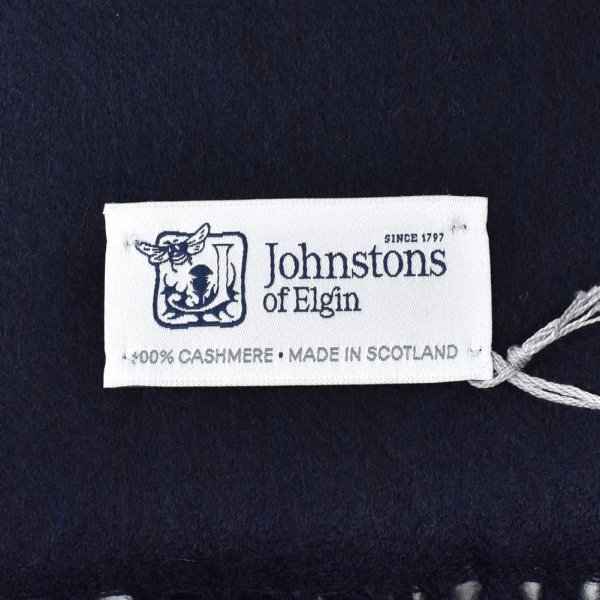 SINCE 1797
Johnstons
of Elgin
100% CASHMERE • MADE IN SCOTLAND